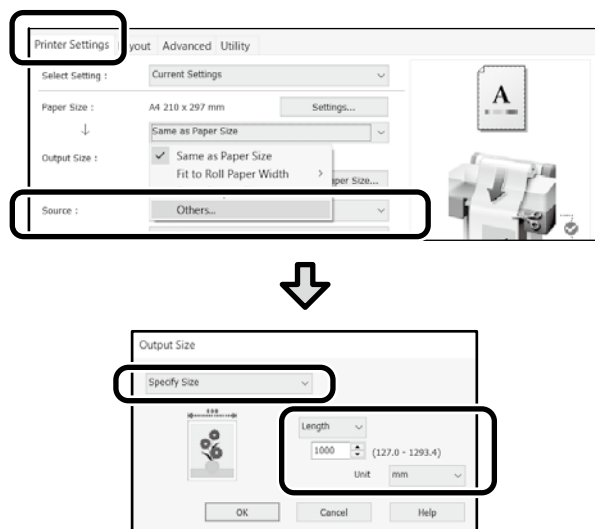 Printer Settings yout Advanced Utility
Select Setting : Current Settings
Paper Size : A4 210 x 297 mm Settings...
Same as Paper Size
Output Size : Same as Paper Size
Fit to Roll Paper Width
aper Size...
Source : Others...
A
Output Size
Specify Size
Length
1000 (127.0 - 1293.4)
Unit mm
OK Cancel Help